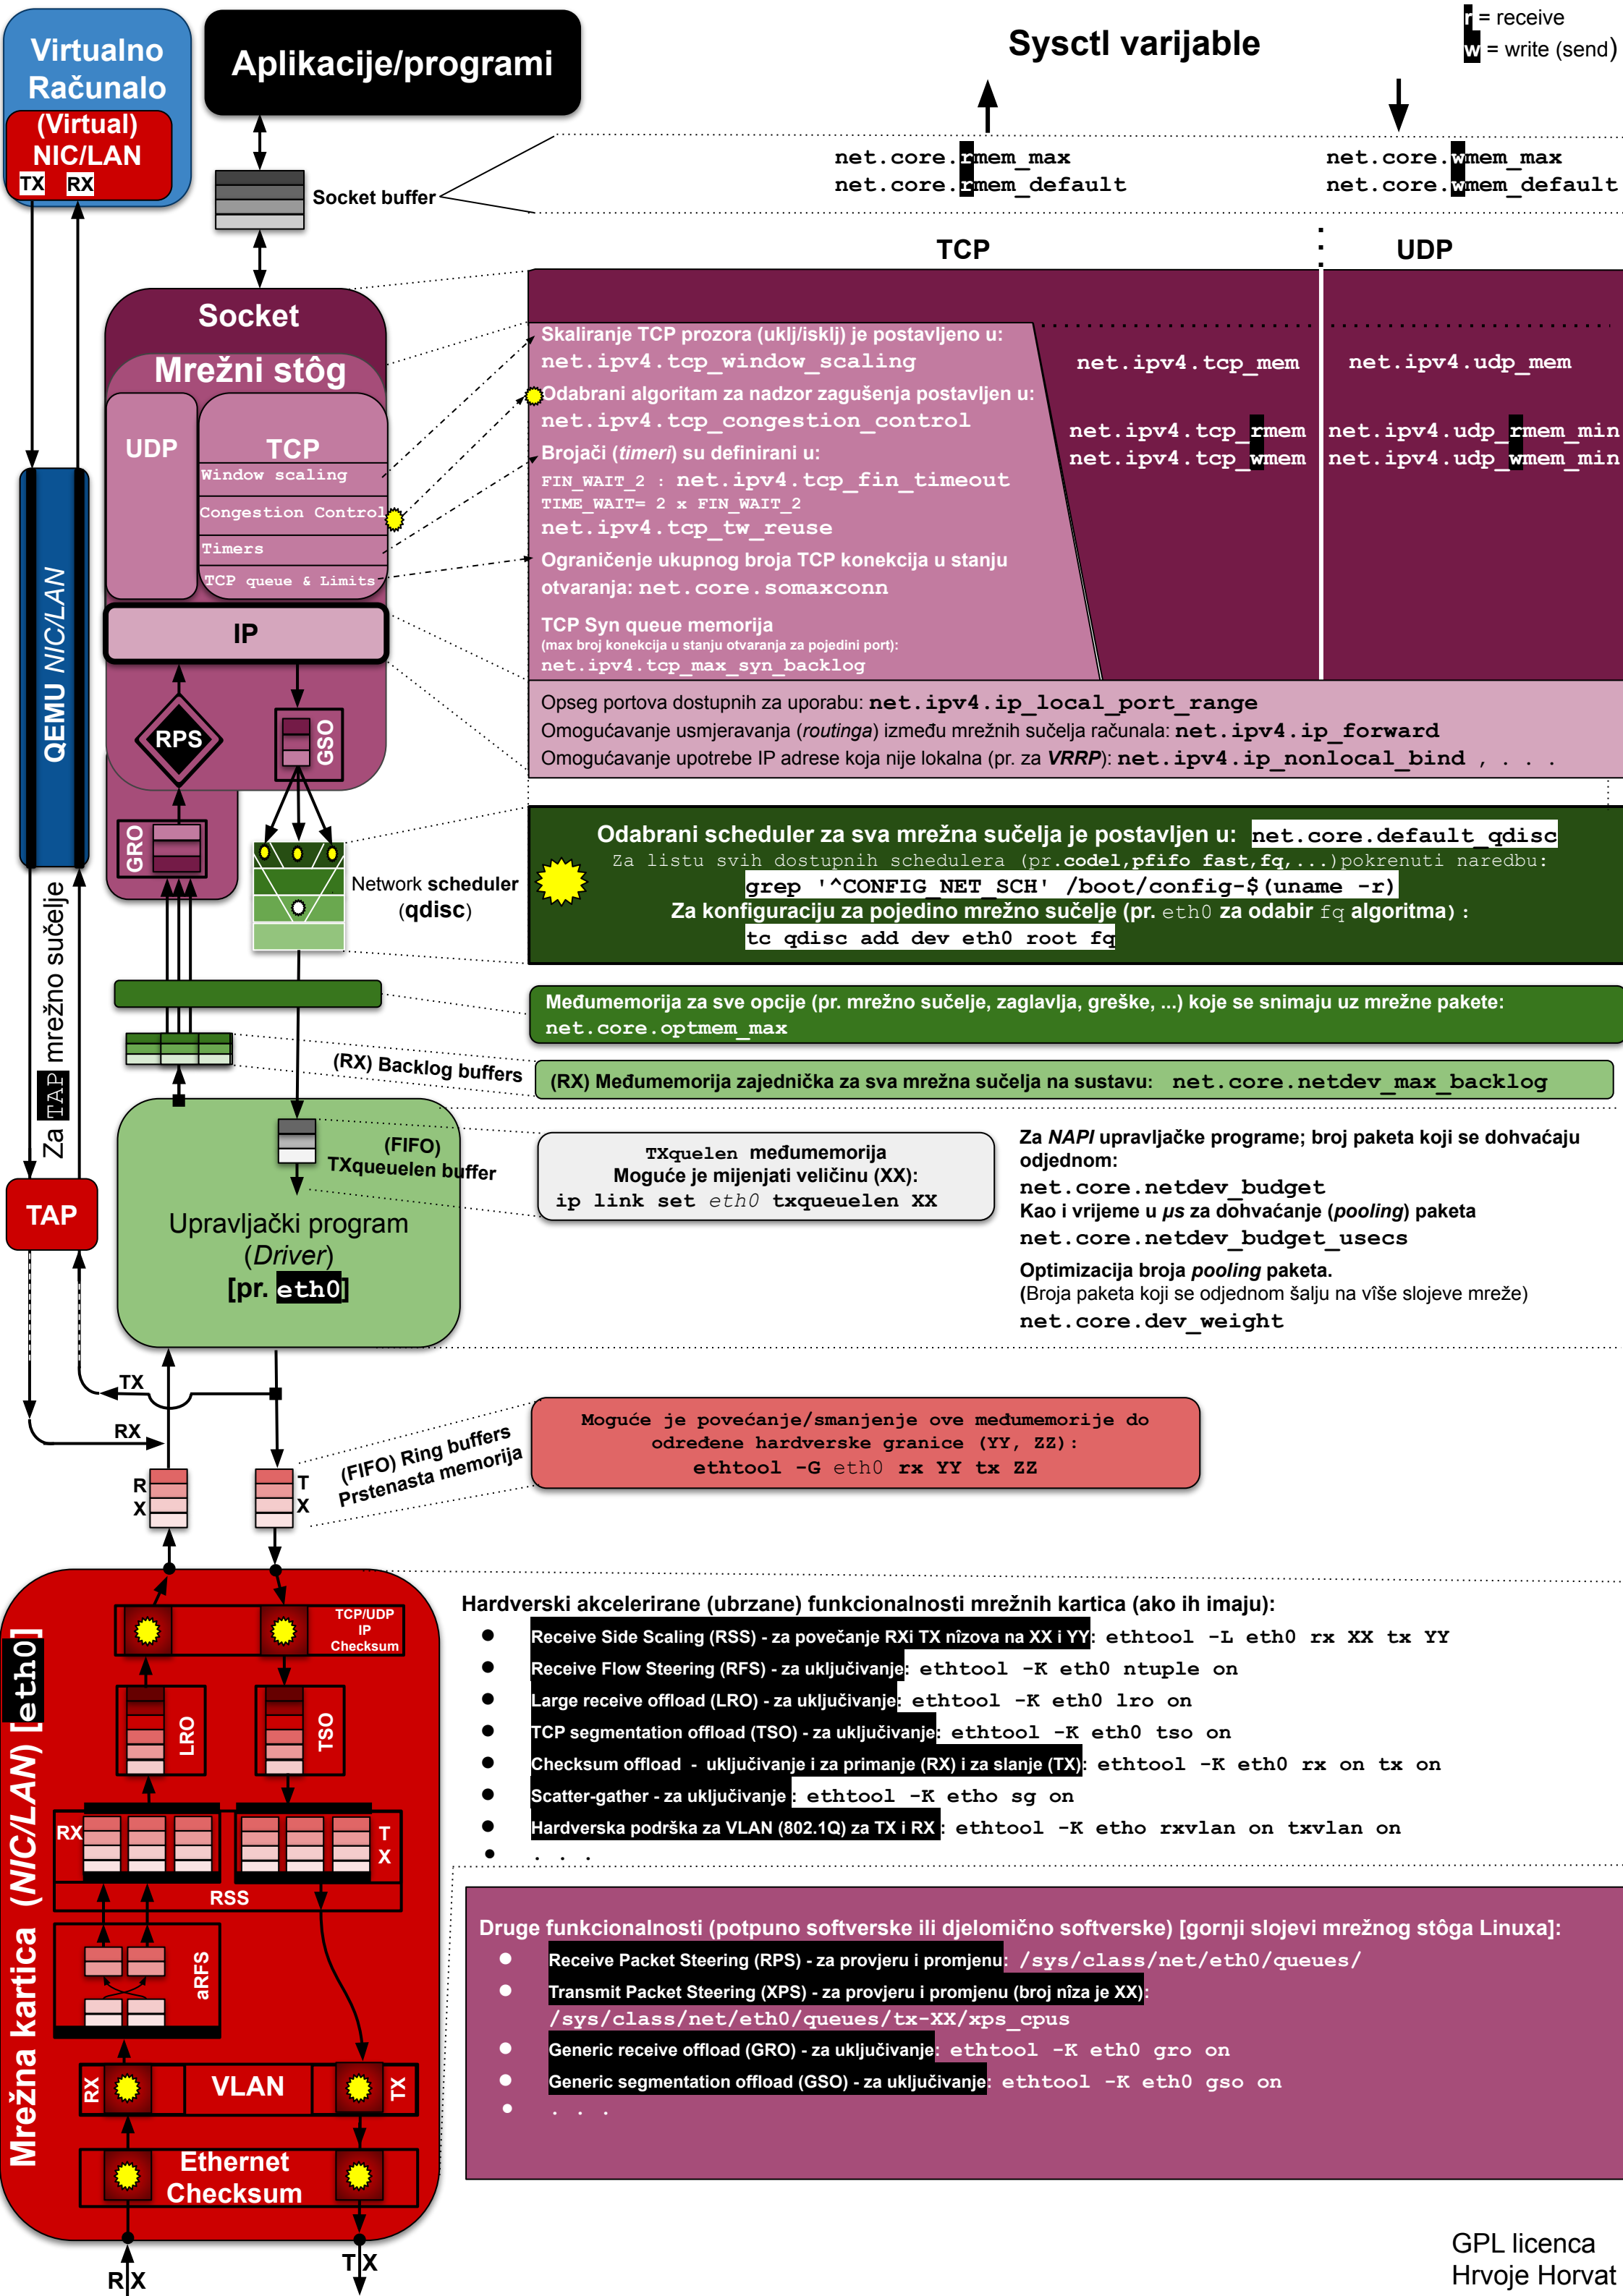 Virtualno
Računalo
(Virtual)
NIC/LAN
TX RX
Aplikacije/programi
Sysctl varijable
r = receive
w = write (send)
Socket buffer
net.core.rmem_max
net.core.rmem_default
net.core.wmem_max
net.core.wmem_default
TCP
UDP
Socket
Mrežni stôg
UDP
TCP
Window scaling
Congestion Control
Timers
TCP queue & Limits
IP
RPS
GSO
GRO
QEMU NIC/LAN
Skaliranje TCP prozora (uklj/isklj) je postavljeno u:
net.ipv4.tcp_window_scaling
Odabrani algoritam za nadzor zagušenja postavljen u:
net.ipv4.tcp_congestion_control
Brojači (timeri) su definirani u:
FIN_WAIT_2 : net.ipv4.tcp_fin_timeout
TIME_WAIT= 2 x FIN_WAIT_2
net.ipv4.tcp_tw_reuse
Ograničenje ukupnog broja TCP konekcija u stanju
otvaranja: net.core.somaxconn
TCP Syn queue memorija
(max broj konekcija u stanju otvaranja za pojedini port):
net.ipv4.tcp_max_syn_backlog
net.ipv4.tcp_mem
net.ipv4.tcp_rmem
net.ipv4.tcp_wmem
net.ipv4.udp_mem
net.ipv4.udp_rmem_min
net.ipv4.udp_wmem_min
Opseg portova dostupnih za uporabu: net.ipv4.ip_local_port_range
Omogućavanje usmjeravanja (routinga) između mrežnih sučelja računala: net.ipv4.ip_forward
Omogućavanje upotrebe IP adrese koja nije lokalna (pr. za VRRP): net.ipv4.ip_nonlocal_bind , . . .
Network scheduler
(qdisc)
Odabrani scheduler za sva mrežna sučelja je postavljen u: net.core.default_qdisc
Za listu svih dostupnih schedulera (pr.codel,pfifo fast,fq,...)pokrenuti naredbu:
grep '^CONFIG_NET_SCH' /boot/config-$(uname -r)
Za konfiguraciju za pojedino mrežno sučelje (pr. eth0 za odabir fq algoritma):
tc qdisc add dev eth0 root fq
Za TAP mrežno sučelje
Međumemorija za sve opcije (pr. mrežno sučelje, zaglavlja, greške, ...) koje se snimaju uz mrežne pakete:
net.core.optmem_max
(RX) Backlog buffers
(RX) Međumemorija zajednička za sva mrežna sučelja na sustavu: net.core.netdev_max_backlog
(FIFO)
TXqueuelen buffer
Upravljački program
(Driver)
[pr. eth0]
TAP
TXquelen međumemorija
Moguće je mijenjati veličinu (XX):
ip link set eth0 txqueuelen XX
Za NAPI upravljačke programe; broj paketa koji se dohvaćaju
odjednom:
net.core.netdev_budget
Kao i vrijeme u µs za dohvaćanje (pooling) paketa
net.core.netdev_budget_usecs
Optimizacija broja pooling paketa.
(Broja paketa koji se odjednom šalju na vîše slojeve mreže)
net.core.dev_weight
TX
RX
R
X
T
X
(FIFO) Ring buffers
Prstenasta memorija
Moguće je povećanje/smanjenje ove međumemorije do
određene hardverske granice (YY, ZZ):
ethtool -G eth0 rx YY tx ZZ
Mrežna kartica (NIC/LAN) [eth0]
TCP/UDP
IP
Checksum
LRO
TSO
RX
T
X
RSS
aRFS
RX
VLAN
TX
Ethernet
Checksum
RX
TX
Hardverski akcelerirane (ubrzane) funkcionalnosti mrežnih kartica (ako ih imaju):
● Receive Side Scaling (RSS) - za povečanje RXi TX nîzova na XX i YY: ethtool -L eth0 rx XX tx YY
● Receive Flow Steering (RFS) - za uključivanje: ethtool -K eth0 ntuple on
● Large receive offload (LRO) - za uključivanje: ethtool -K eth0 lro on
● TCP segmentation offload (TSO) - za uključivanje: ethtool -K eth0 tso on
● Checksum offload - uključivanje i za primanje (RX) i za slanje (TX): ethtool -K eth0 rx on tx on
● Scatter-gather - za uključivanje : ethtool -K etho sg on
● Hardverska podrška za VLAN (802.1Q) za TX i RX : ethtool -K etho rxvlan on txvlan on
● . . .
Druge funkcionalnosti (potpuno softverske ili djelomično softverske) [gornji slojevi mrežnog stôga Linuxa]:
● Receive Packet Steering (RPS) - za provjeru i promjenu: /sys/class/net/eth0/queues/
● Transmit Packet Steering (XPS) - za provjeru i promjenu (broj nîza je XX):
/sys/class/net/eth0/queues/tx-XX/xps_cpus
● Generic receive offload (GRO) - za uključivanje: ethtool -K eth0 gro on
● Generic segmentation offload (GSO) - za uključivanje: ethtool -K eth0 gso on
● . . .
GPL licenca
Hrvoje Horvat